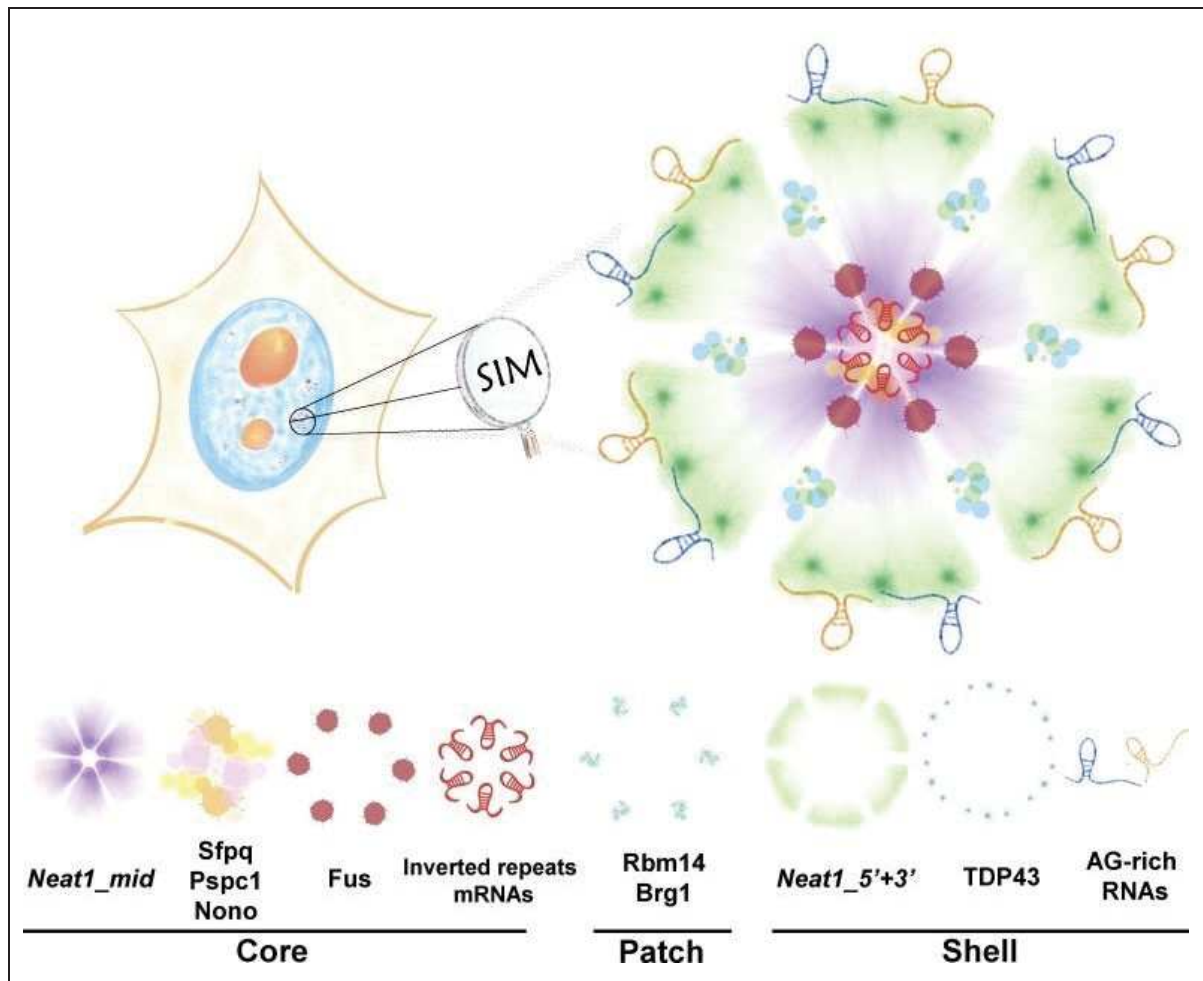 SIM
Neat1_mid
Sfpq
Pspc1
Nono
Fus
Inverted repeats
mRNAs
Rbm14
Brg1
Neat1_5’+3’
TDP43
AG-rich
RNAs
Core
Patch
Shell